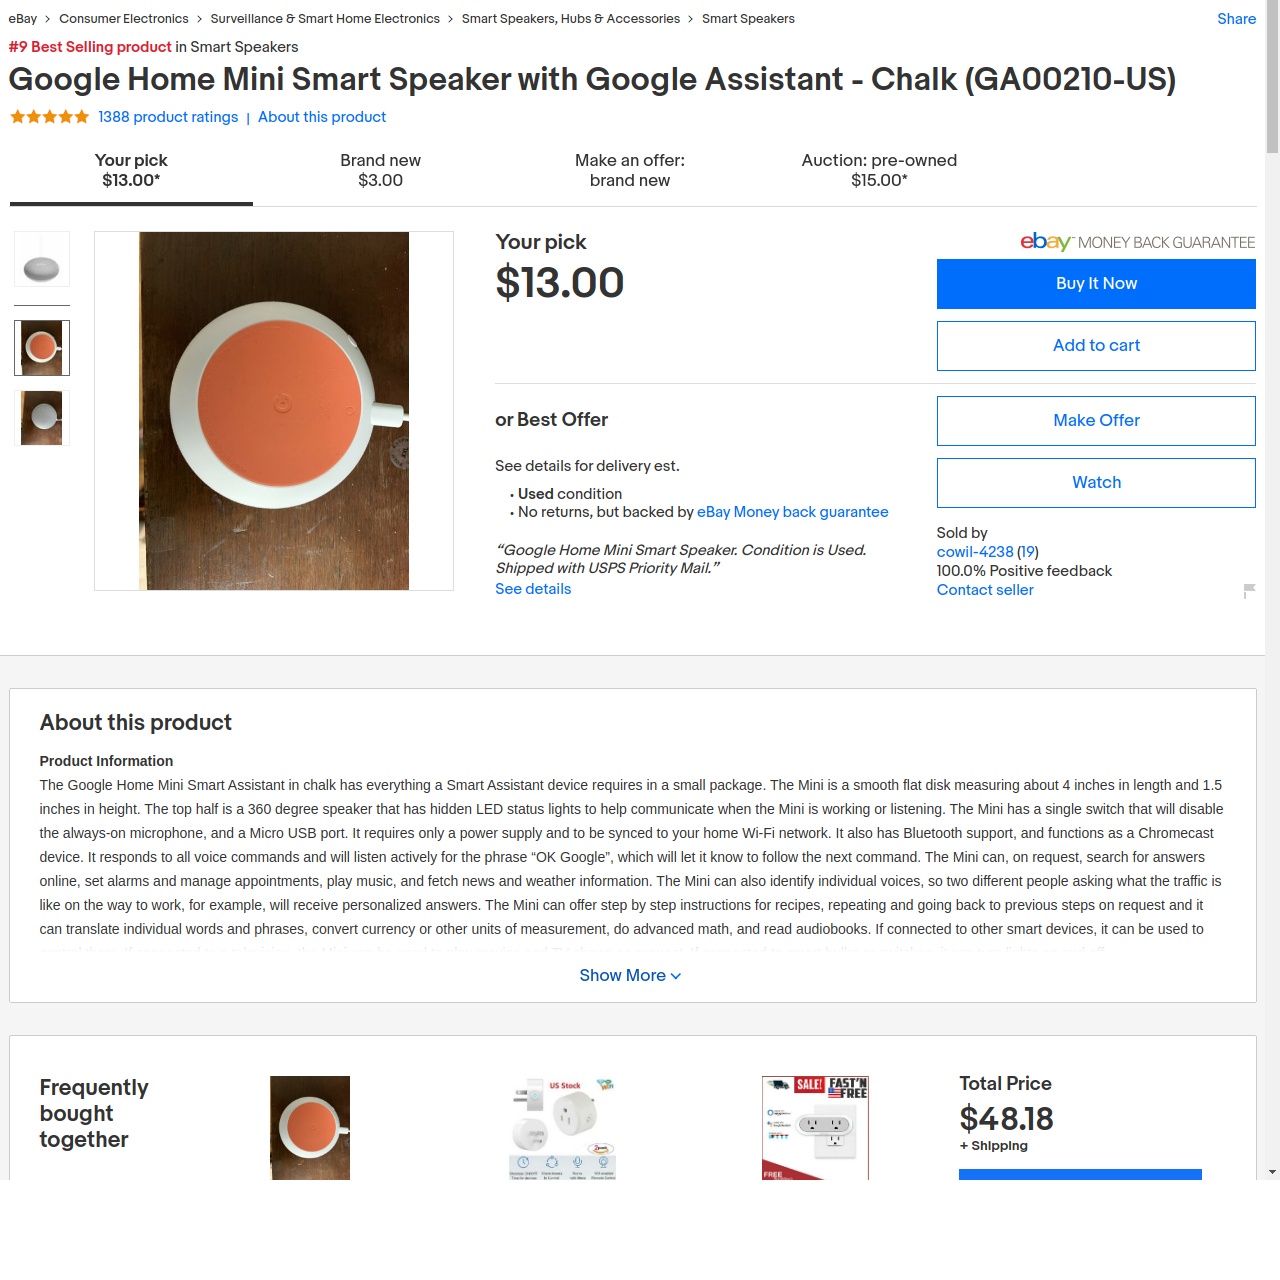 eBay > Consumer Electronics > Surveillance & Smart Home Electronics > Smart Speakers, Hubs & Accessories > Smart Speakers
Share
#9 Best Selling product in Smart Speakers
Google Home Mini Smart Speaker with Google Assistant - Chalk (GA00210-US)
1388 product ratings | About this product
Your pick
$13.00*
Brand new
$3.00
Make an offer:
brand new
Auction: pre-owned
$15.00*
Your pick
$13.00
ebay™ MONEY BACK GUARANTEE
Buy It Now
Add to cart
or Best Offer
Make Offer
See details for delivery est.
Watch
• Used condition
• No returns, but backed by eBay Money back guarantee
“Google Home Mini Smart Speaker. Condition is Used.
Shipped with USPS Priority Mail.”
See details
Sold by
cowil-4238 (19)
100.0% Positive feedback
Contact seller
About this product
Product Information
The Google Home Mini Smart Assistant in chalk has everything a Smart Assistant device requires in a small package. The Mini is a smooth flat disk measuring about 4 inches in length and 1.5
inches in height. The top half is a 360 degree speaker that has hidden LED status lights to help communicate when the Mini is working or listening. The Mini has a single switch that will disable
the always-on microphone, and a Micro USB port. It requires only a power supply and to be synced to your home Wi-Fi network. It also has Bluetooth support, and functions as a Chromecast
device. It responds to all voice commands and will listen actively for the phrase “OK Google”, which will let it know to follow the next command. The Mini can, on request, search for answers
online, set alarms and manage appointments, play music, and fetch news and weather information. The Mini can also identify individual voices, so two different people asking what the traffic is
like on the way to work, for example, will receive personalized answers. The Mini can offer step by step instructions for recipes, repeating and going back to previous steps on request and it
can translate individual words and phrases, convert currency or other units of measurement, do advanced math, and read audiobooks. If connected to other smart devices, it can be used to
Show More
Frequently
bought
together
US Stock
SALE! FAST'N
FREE
FREE
Total Price
$48.18
+ Shipping